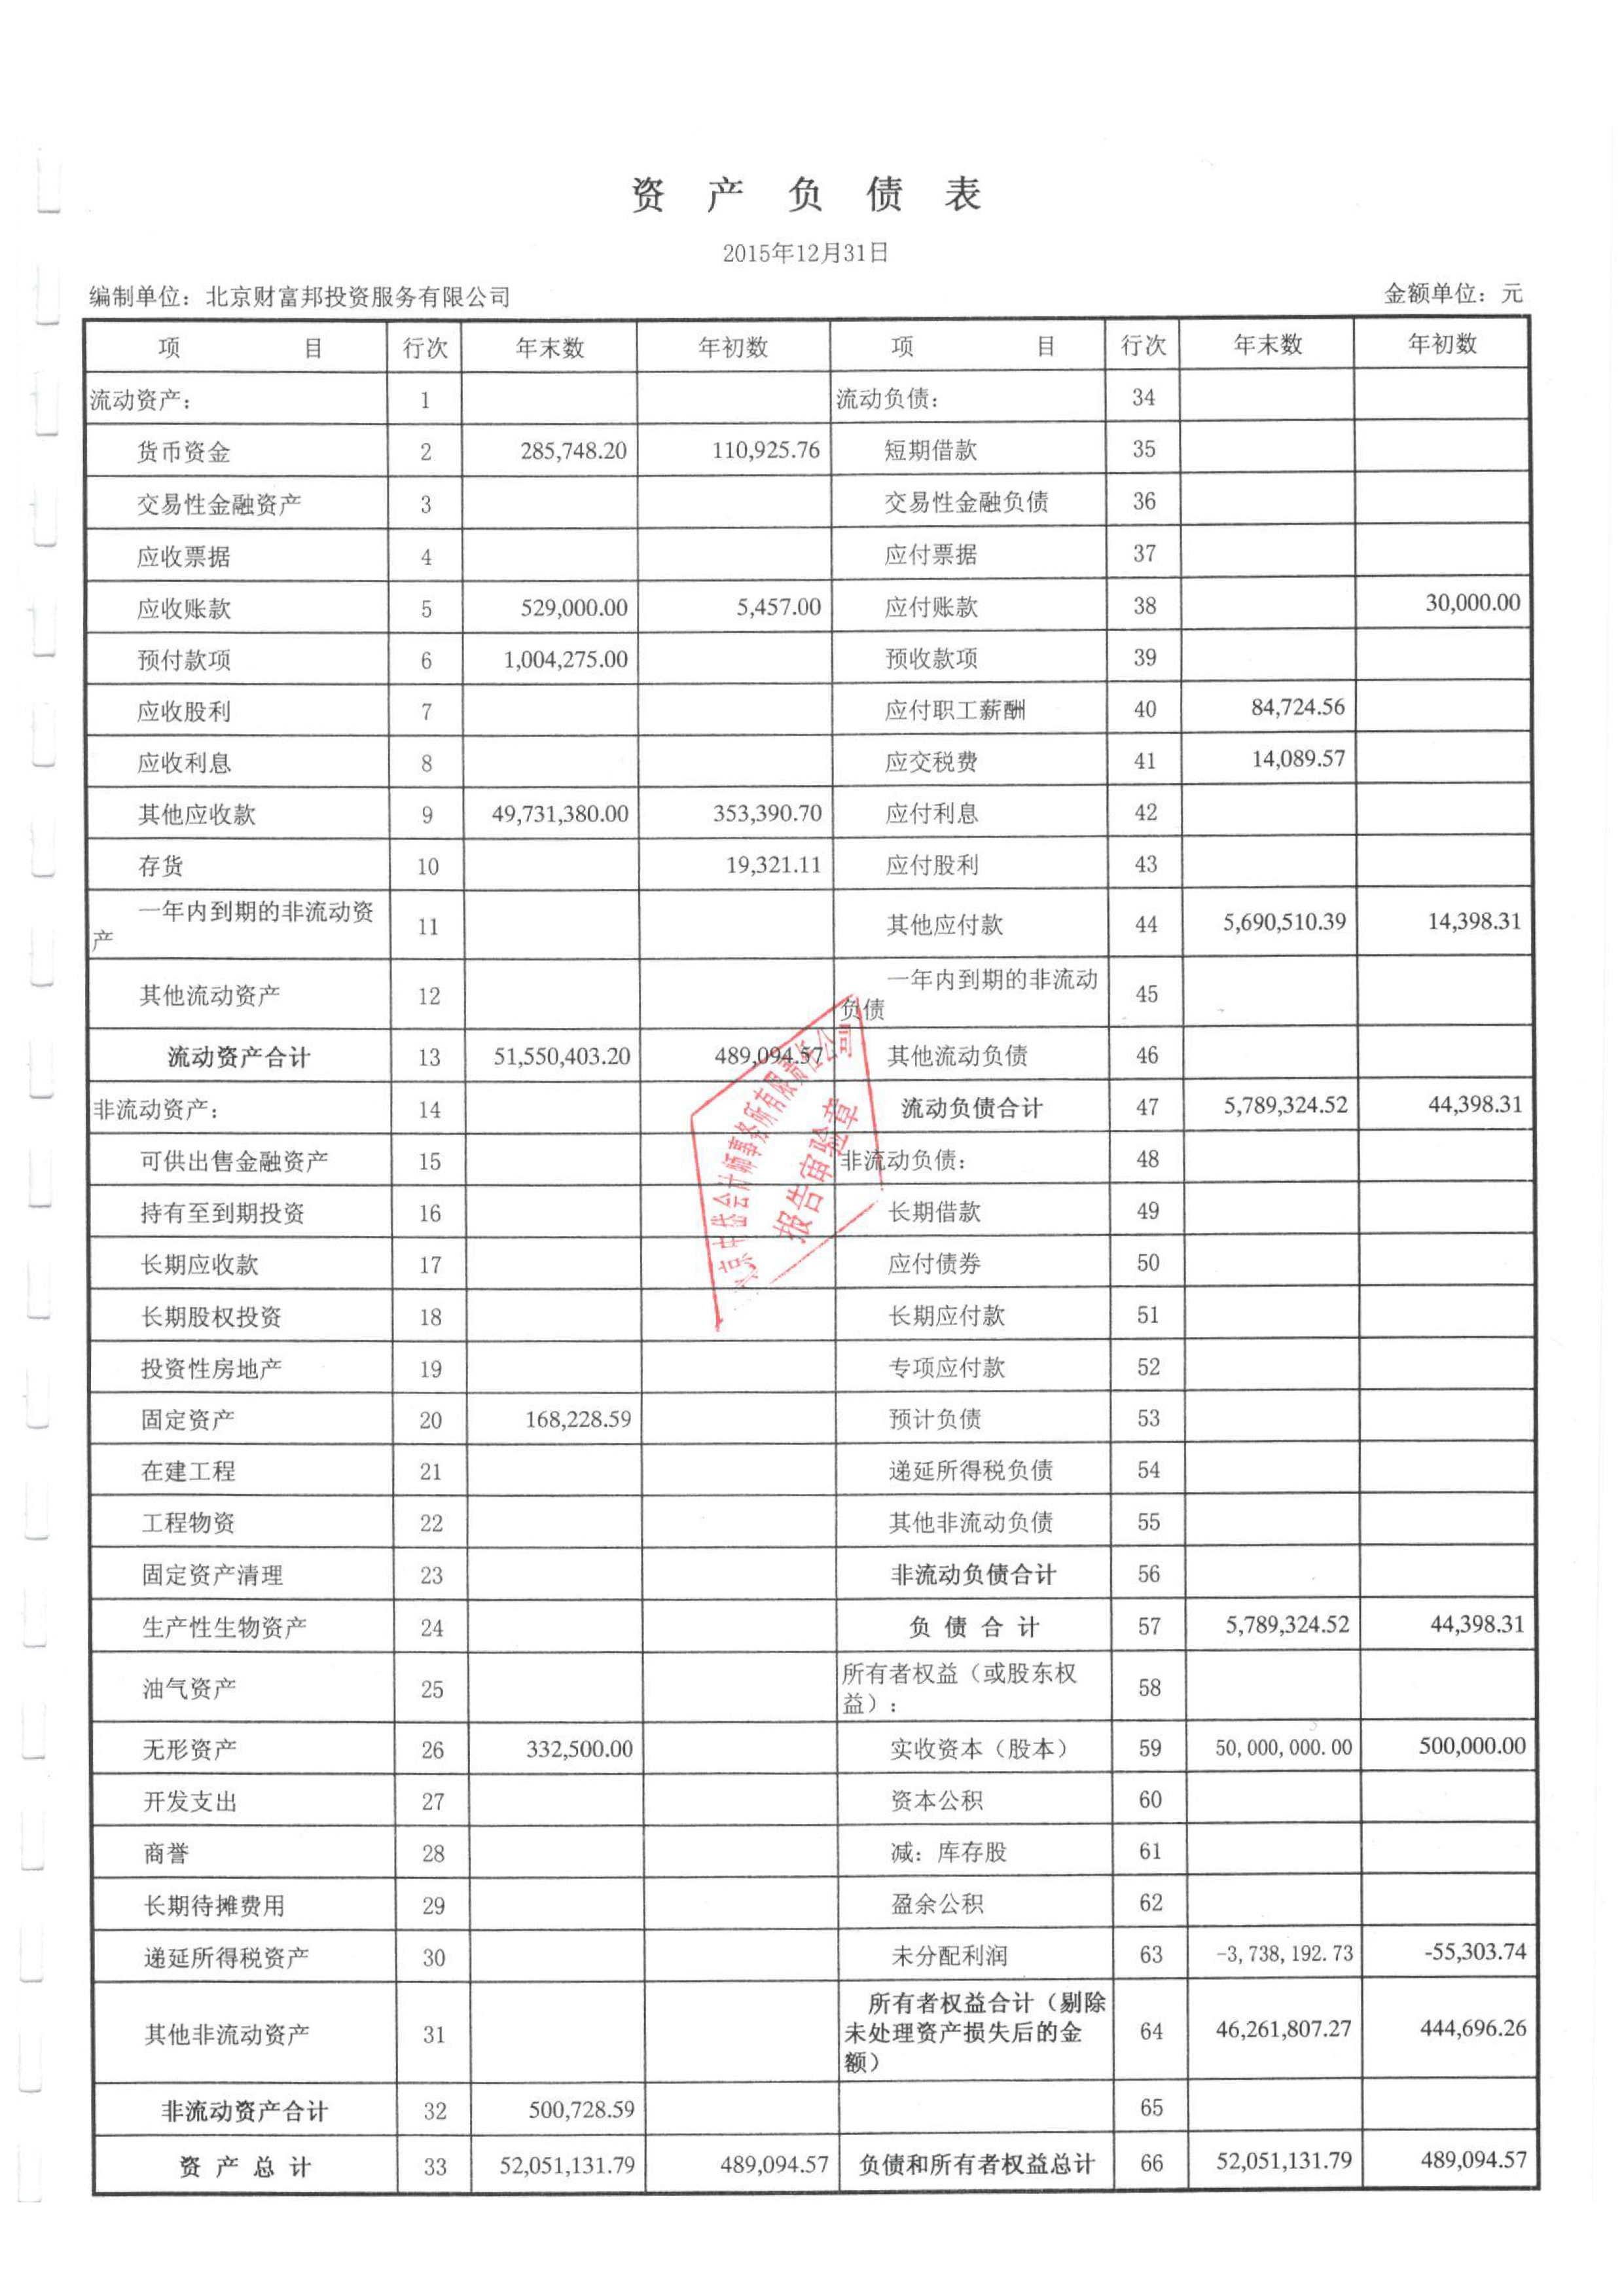 资产负债表
2015年12月31日
编制单位：北京财富邦投资服务有限公司 金额单位：元
项 目 行次 年末数 年初数 项 目 行次 年末数 年初数
流动资产： 1 流动负债： 34
货币资金 2 285,748.20 110,925.76 短期借款 35
交易性金融资产 3 交易性金融负债 36
应收票据 4 应付票据 37
应收账款 5 529,000.00 5,457.00 应付账款 38 30,000.00
预付款项 6 1,004,275.00 预收款项 39
应收股利 7 应付职工薪酬 40 84,724.56
应收利息 8 应交税费 41 14,089.57
其他应收款 9 49,731,380.00 353,390.70 应付利息 42
存货 10 19,321.11 应付股利 43
一年内到期的非流动资产 11 其他应付款 44 5,690,510.39 14,398.31
其他流动资产 12 一年内到期的非流动负债 45
流动资产合计 13 51,550,403.20 489,094.57 其他流动负债 46
非流动资产： 14 流动负债合计 47 5,789,324.52 44,398.31
可供出售金融资产 15 非流动负债： 48
持有至到期投资 16 长期借款 49
长期应收款 17 应付债券 50
长期股权投资 18 长期应付款 51
投资性房地产 19 专项应付款 52
固定资产 20 168,228.59 预计负债 53
在建工程 21 递延所得税负债 54
工程物资 22 其他非流动负债 55
固定资产清理 23 非流动负债合计 56
生产性生物资产 24 负债合计 57 5,789,324.52 44,398.31
油气资产 25 所有者权益（或股东权益）： 58
无形资产 26 332,500.00 实收资本（股本） 59 50,000,000.00 500,000.00
开发支出 27 资本公积 60
商誉 28 减：库存股 61
长期待摊费用 29 盈余公积 62
递延所得税资产 30 未分配利润 63 -3,738,192.73 -55,303.74
其他非流动资产 31 所有者权益合计（剔除未处理资产损失后的金额） 64 46,261,807.27 444,696.26
非流动资产合计 32 500,728.59 65
资产总计 33 52,051,131.79 489,094.57 负债和所有者权益总计 66 52,051,131.79 489,094.57
会计师事务所有限责任公司
报告审验章